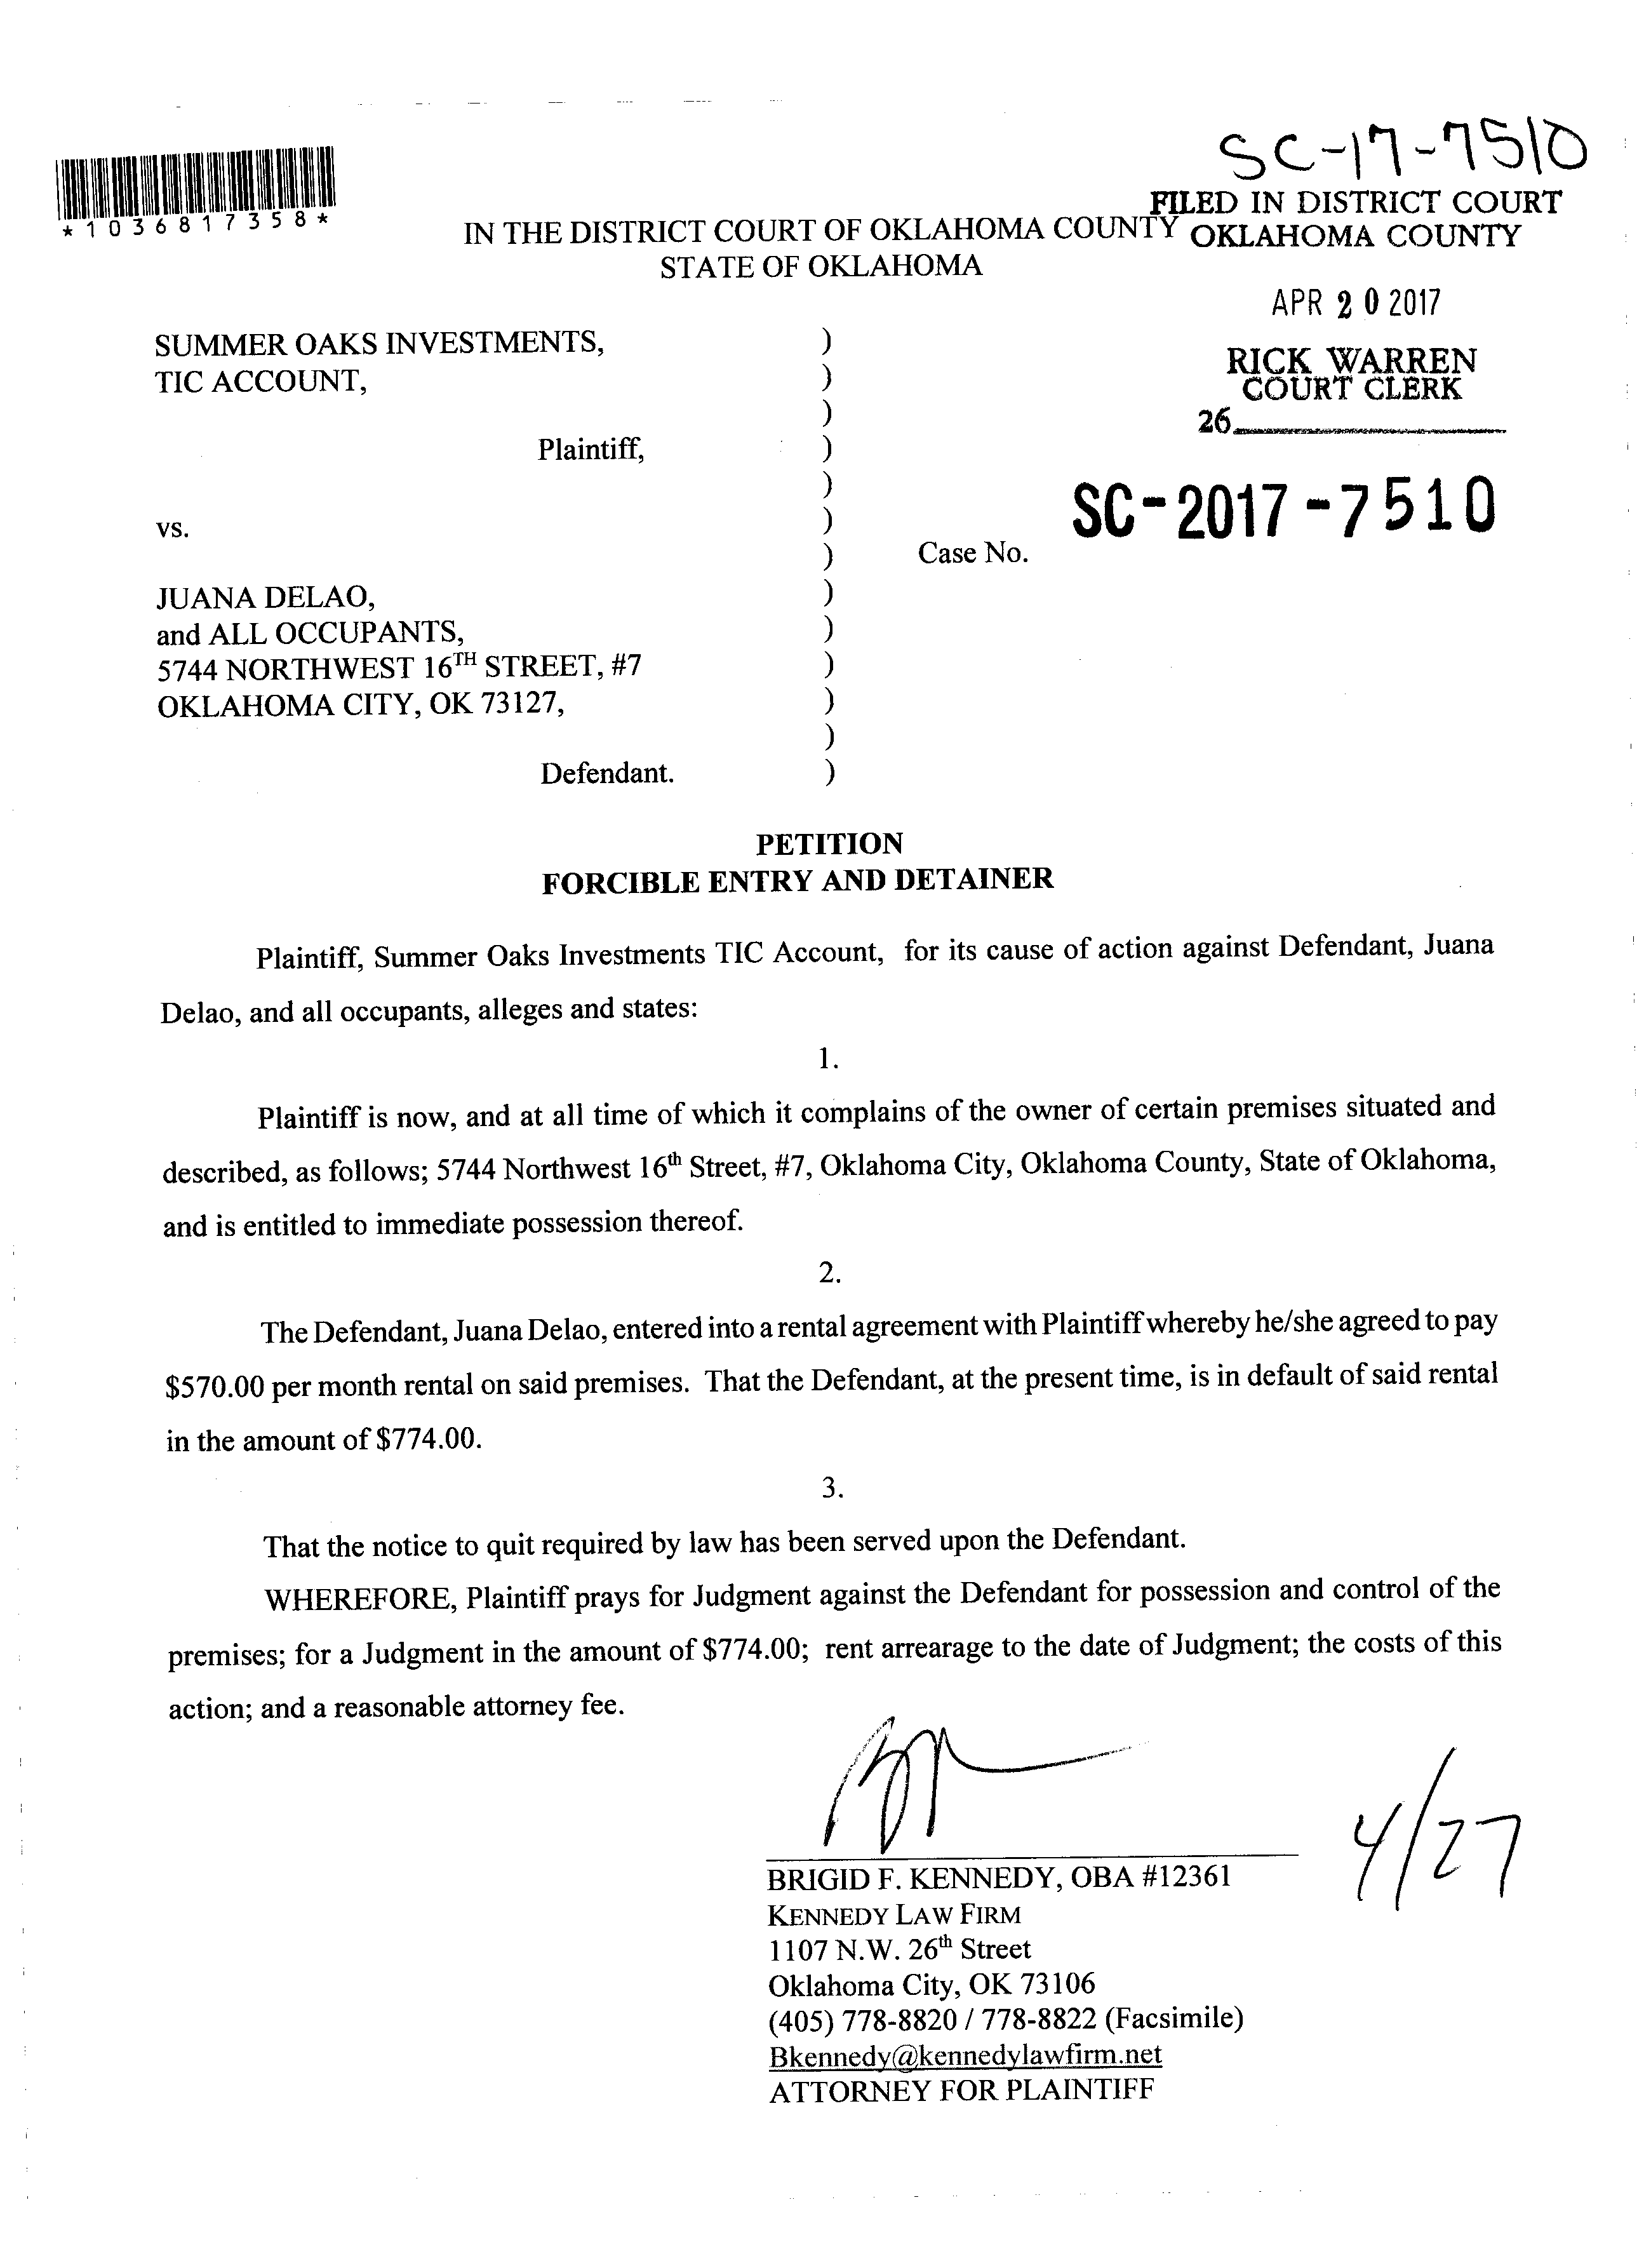 SC-17-7510
*1036817358*
FILED IN DISTRICT COURT
OKLAHOMA COUNTY
IN THE DISTRICT COURT OF OKLAHOMA COUNTY
STATE OF OKLAHOMA
APR 20 2017
RICK WARREN
COURT CLERK
26
SUMMER OAKS INVESTMENTS, )
TIC ACCOUNT, )
)
Plaintiff, )
)
vs. )
) Case No. SC-2017-7510
JUANA DELAO, )
and ALL OCCUPANTS, )
5744 NORTHWEST 16TH STREET, #7 )
OKLAHOMA CITY, OK 73127, )
)
Defendant. )
PETITION
FORCIBLE ENTRY AND DETAINER
Plaintiff, Summer Oaks Investments TIC Account, for its cause of action against Defendant, Juana
Delao, and all occupants, alleges and states:
1.
Plaintiff is now, and at all time of which it complains of the owner of certain premises situated and
described, as follows; 5744 Northwest 16th Street, #7, Oklahoma City, Oklahoma County, State of Oklahoma,
and is entitled to immediate possession thereof.
2.
The Defendant, Juana Delao, entered into a rental agreement with Plaintiff whereby he/she agreed to pay
$570.00 per month rental on said premises. That the Defendant, at the present time, is in default of said rental
in the amount of $774.00.
3.
That the notice to quit required by law has been served upon the Defendant.
WHEREFORE, Plaintiff prays for Judgment against the Defendant for possession and control of the
premises; for a Judgment in the amount of $774.00; rent arrearage to the date of Judgment; the costs of this
action; and a reasonable attorney fee.
4/27
BRIGID F. KENNEDY, OBA #12361
KENNEDY LAW FIRM
1107 N.W. 26th Street
Oklahoma City, OK 73106
(405) 778-8820 / 778-8822 (Facsimile)
Bkennedy@kennedylawfirm.net
ATTORNEY FOR PLAINTIFF